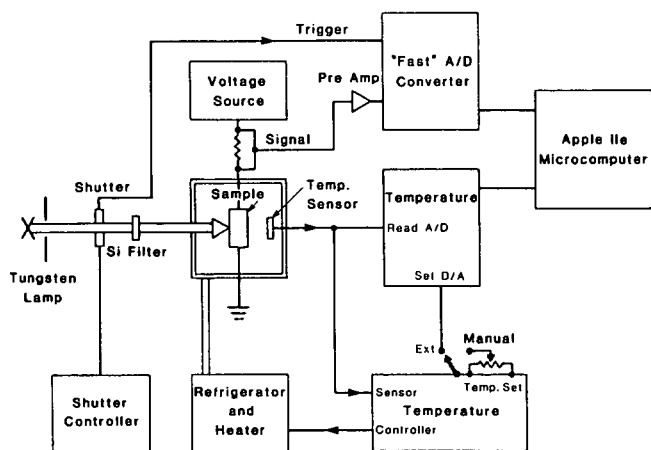 Trigger
"Fast" A/D
Converter
Pre Amp
Voltage
Source
Signal
Apple IIe
Microcomputer
Shutter
Sample
Temp.
Sensor
Temperature
Read A/D
Si Filter
Tungsten
Lamp
Set D/A
Manual
Ext
Temp. Set
Shutter
Controller
Refrigerator
and
Heater
Sensor
Temperature
Controller